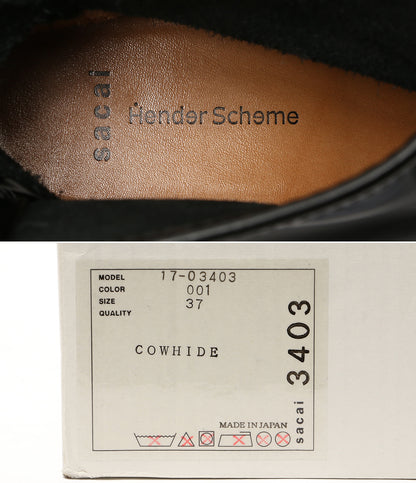 sacai
Hender Scheme
MODEL 17-03403
COLOR 001
SIZE 37
QUALITY
COWHIDE
MADE IN JAPAN
sacai 3403